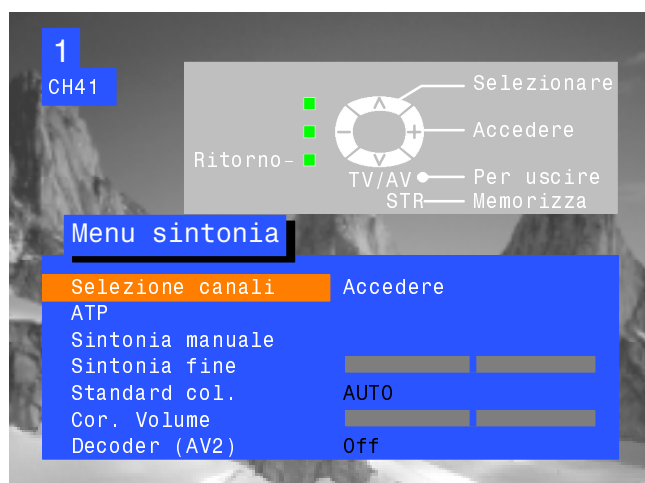 1
CH41
Selezionare
Accedere
Ritorno
TV/AV Per uscire
STR Memorizza
Menu sintonia
Selezione canali Accedere
ATP
Sintonia manuale
Sintonia fine
Standard col. AUTO
Cor. Volume
Decoder (AV2) Off